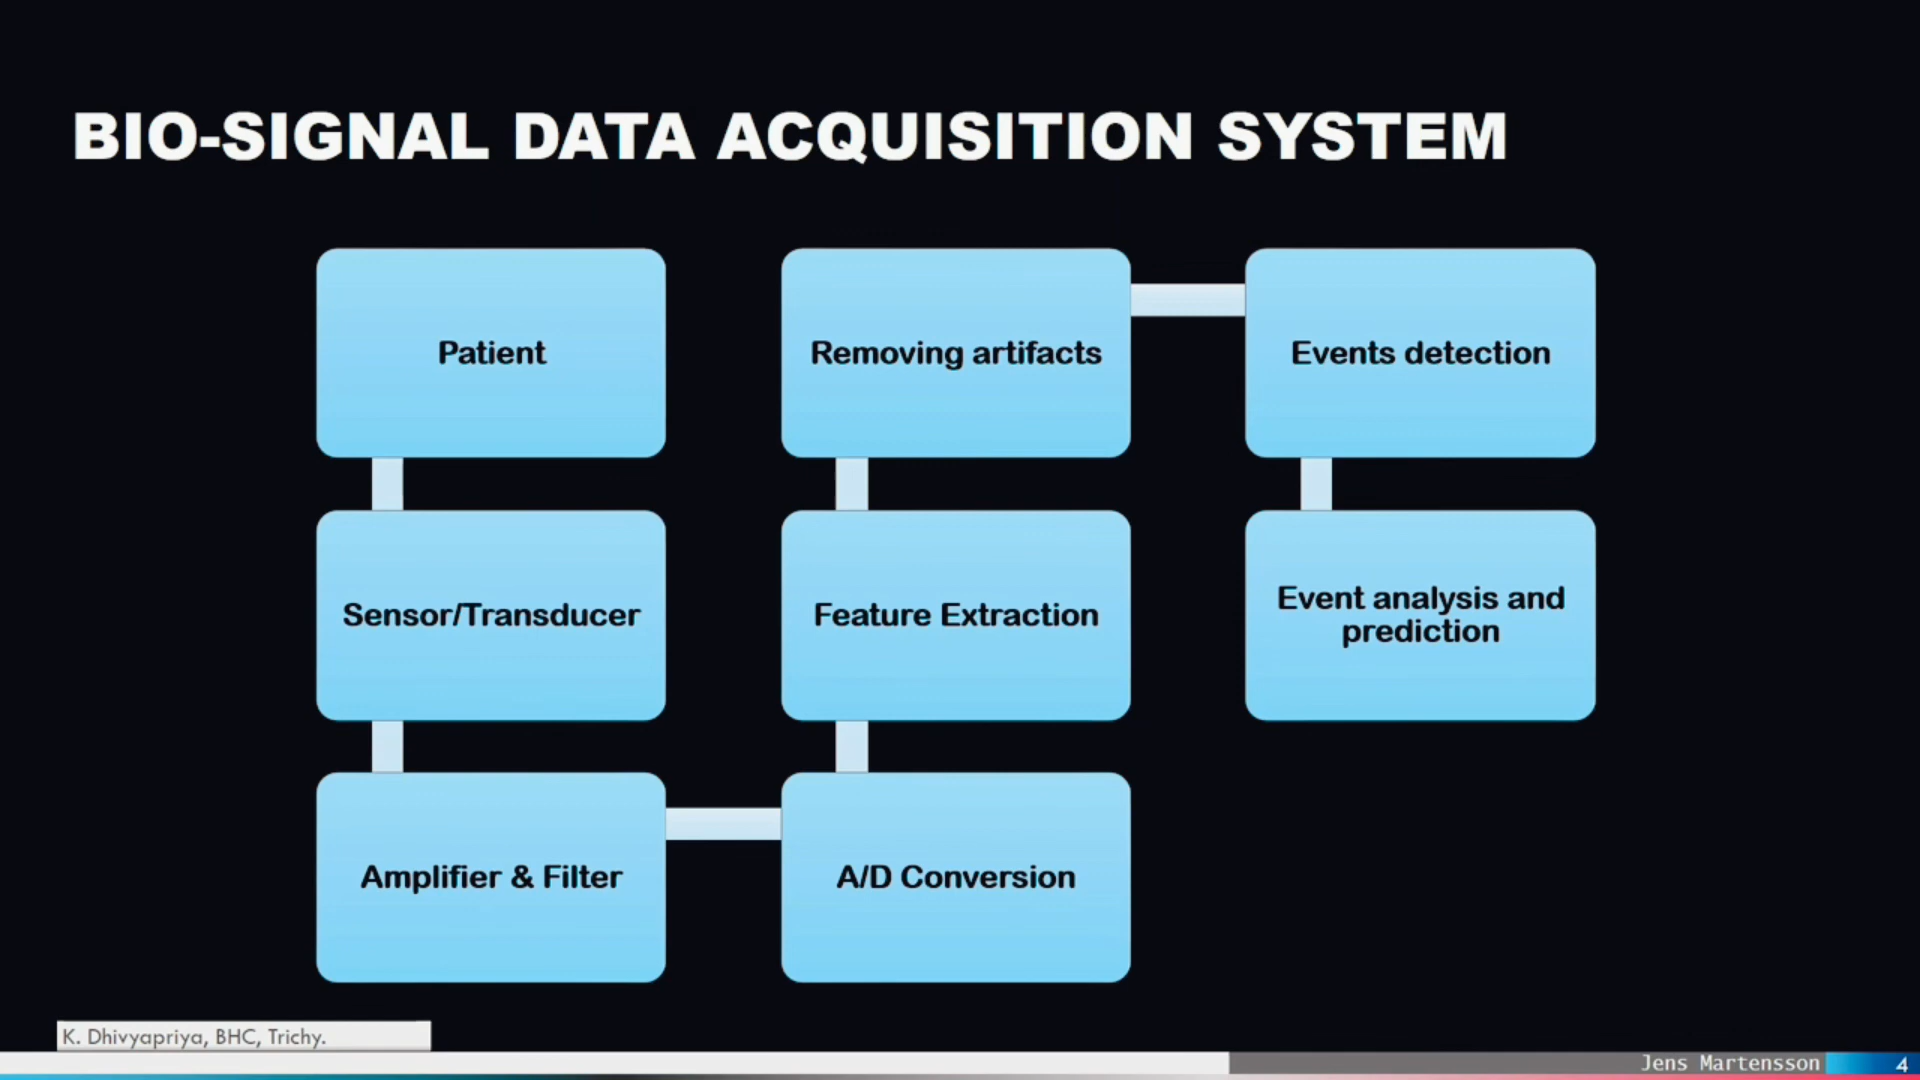 BIO-SIGNAL DATA ACQUISITION SYSTEM
Patient
Sensor/Transducer
Amplifier & Filter
A/D Conversion
Feature Extraction
Removing artifacts
Events detection
Event analysis and
prediction
K. Dhivyapriya, BHC, Trichy.
Jens Martensson
4